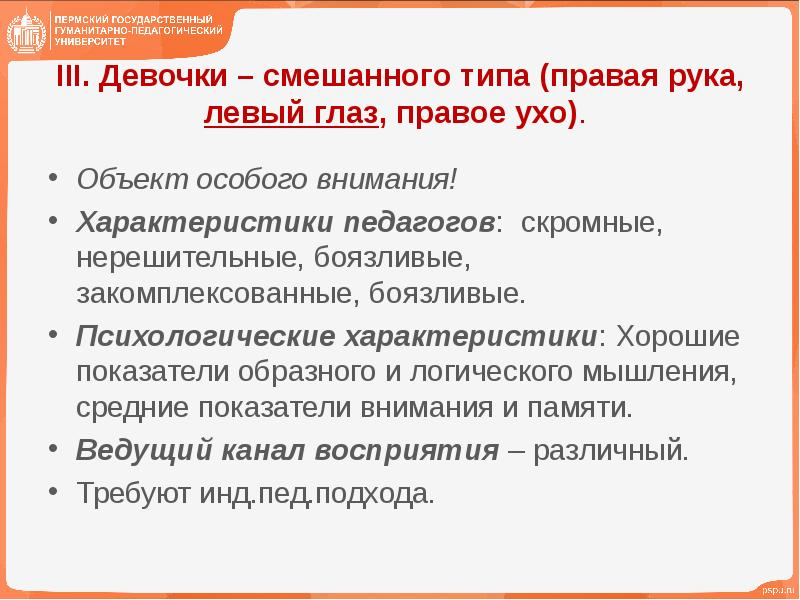 ПЕРМСКИЙ ГОСУДАРСТВЕННЫЙ
ГУМАНИТАРНО-ПЕДАГОГИЧЕСКИЙ
УНИВЕРСИТЕТ
III. Девочки – смешанного типа (правая рука,
левый глаз, правое ухо).
• Объект особого внимания!
• Характеристики педагогов:  скромные,
нерешительные, боязливые,
закомплексованные, боязливые.
• Психологические характеристики: Хорошие
показатели образного и логического мышления,
средние показатели внимания и памяти.
• Ведущий канал восприятия – различный.
• Требуют инд.пед.подхода.
pspu.ru